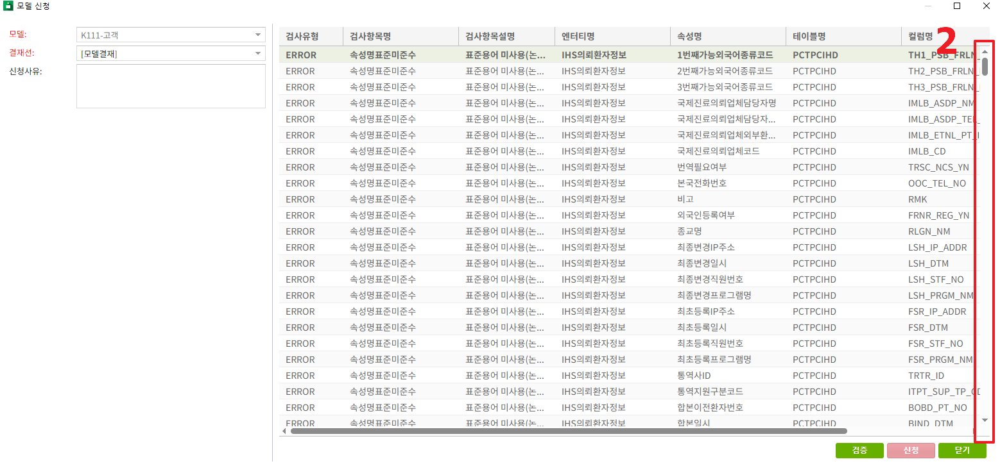 모델 신청
모델: K111-고객
결재선: [모델결재]
신청사유:
2
검사유형 검사항목명 검사항목설명 엔터티명 속성명 테이블명 컬럼명
ERROR 속성명표준미준수 표준용어 미사용(논... IHS의뢰환자정보 1번째가능외국어종류코드 PCTPCIHD TH1_PSB_FRLN_
ERROR 속성명표준미준수 표준용어 미사용(논... IHS의뢰환자정보 2번째가능외국어종류코드 PCTPCIHD TH2_PSB_FRLN_
ERROR 속성명표준미준수 표준용어 미사용(논... IHS의뢰환자정보 3번째가능외국어종류코드 PCTPCIHD TH3_PSB_FRLN_
ERROR 속성명표준미준수 표준용어 미사용(논... IHS의뢰환자정보 국제진료의뢰업체담당자명 PCTPCIHD IMLB_ASDP_NM
ERROR 속성명표준미준수 표준용어 미사용(논... IHS의뢰환자정보 국제진료의뢰업체담당자... PCTPCIHD IMLB_ASDP_TEL_
ERROR 속성명표준미준수 표준용어 미사용(논... IHS의뢰환자정보 국제진료의뢰업체외부환... PCTPCIHD IMLB_ETNL_PT_I
ERROR 속성명표준미준수 표준용어 미사용(논... IHS의뢰환자정보 국제진료의뢰업체코드 PCTPCIHD IMLB_CD
ERROR 속성명표준미준수 표준용어 미사용(논... IHS의뢰환자정보 번역필요여부 PCTPCIHD TRSC_NCS_YN
ERROR 속성명표준미준수 표준용어 미사용(논... IHS의뢰환자정보 본국전화번호 PCTPCIHD OOC_TEL_NO
ERROR 속성명표준미준수 표준용어 미사용(논... IHS의뢰환자정보 비고 PCTPCIHD RMK
ERROR 속성명표준미준수 표준용어 미사용(논... IHS의뢰환자정보 외국인등록여부 PCTPCIHD FRNR_REG_YN
ERROR 속성명표준미준수 표준용어 미사용(논... IHS의뢰환자정보 종교명 PCTPCIHD RLGN_NM
ERROR 속성명표준미준수 표준용어 미사용(논... IHS의뢰환자정보 최종변경IP주소 PCTPCIHD LSH_IP_ADDR
ERROR 속성명표준미준수 표준용어 미사용(논... IHS의뢰환자정보 최종변경일시 PCTPCIHD LSH_DTM
ERROR 속성명표준미준수 표준용어 미사용(논... IHS의뢰환자정보 최종변경직원번호 PCTPCIHD LSH_STF_NO
ERROR 속성명표준미준수 표준용어 미사용(논... IHS의뢰환자정보 최종변경프로그램명 PCTPCIHD LSH_PRGM_NM
ERROR 속성명표준미준수 표준용어 미사용(논... IHS의뢰환자정보 최초등록IP주소 PCTPCIHD FSR_IP_ADDR
ERROR 속성명표준미준수 표준용어 미사용(논... IHS의뢰환자정보 최초등록일시 PCTPCIHD FSR_DTM
ERROR 속성명표준미준수 표준용어 미사용(논... IHS의뢰환자정보 최초등록직원번호 PCTPCIHD FSR_STF_NO
ERROR 속성명표준미준수 표준용어 미사용(논... IHS의뢰환자정보 최초등록프로그램명 PCTPCIHD FSR_PRGM_NM
ERROR 속성명표준미준수 표준용어 미사용(논... IHS의뢰환자정보 통역사ID PCTPCIHD TRTR_ID
ERROR 속성명표준미준수 표준용어 미사용(논... IHS의뢰환자정보 통역지원구분코드 PCTPCIHD ITPT_SUP_TP_CD
ERROR 속성명표준미준수 표준용어 미사용(논... IHS의뢰환자정보 합본이전환자번호 PCTPCIHD BOBD_PT_NO
ERROR 속성명표준미준수 표준용어 미사용(논... IHS의뢰환자정보 합본일시 PCTPCIHD BIND_DTM
검증 신청 닫기